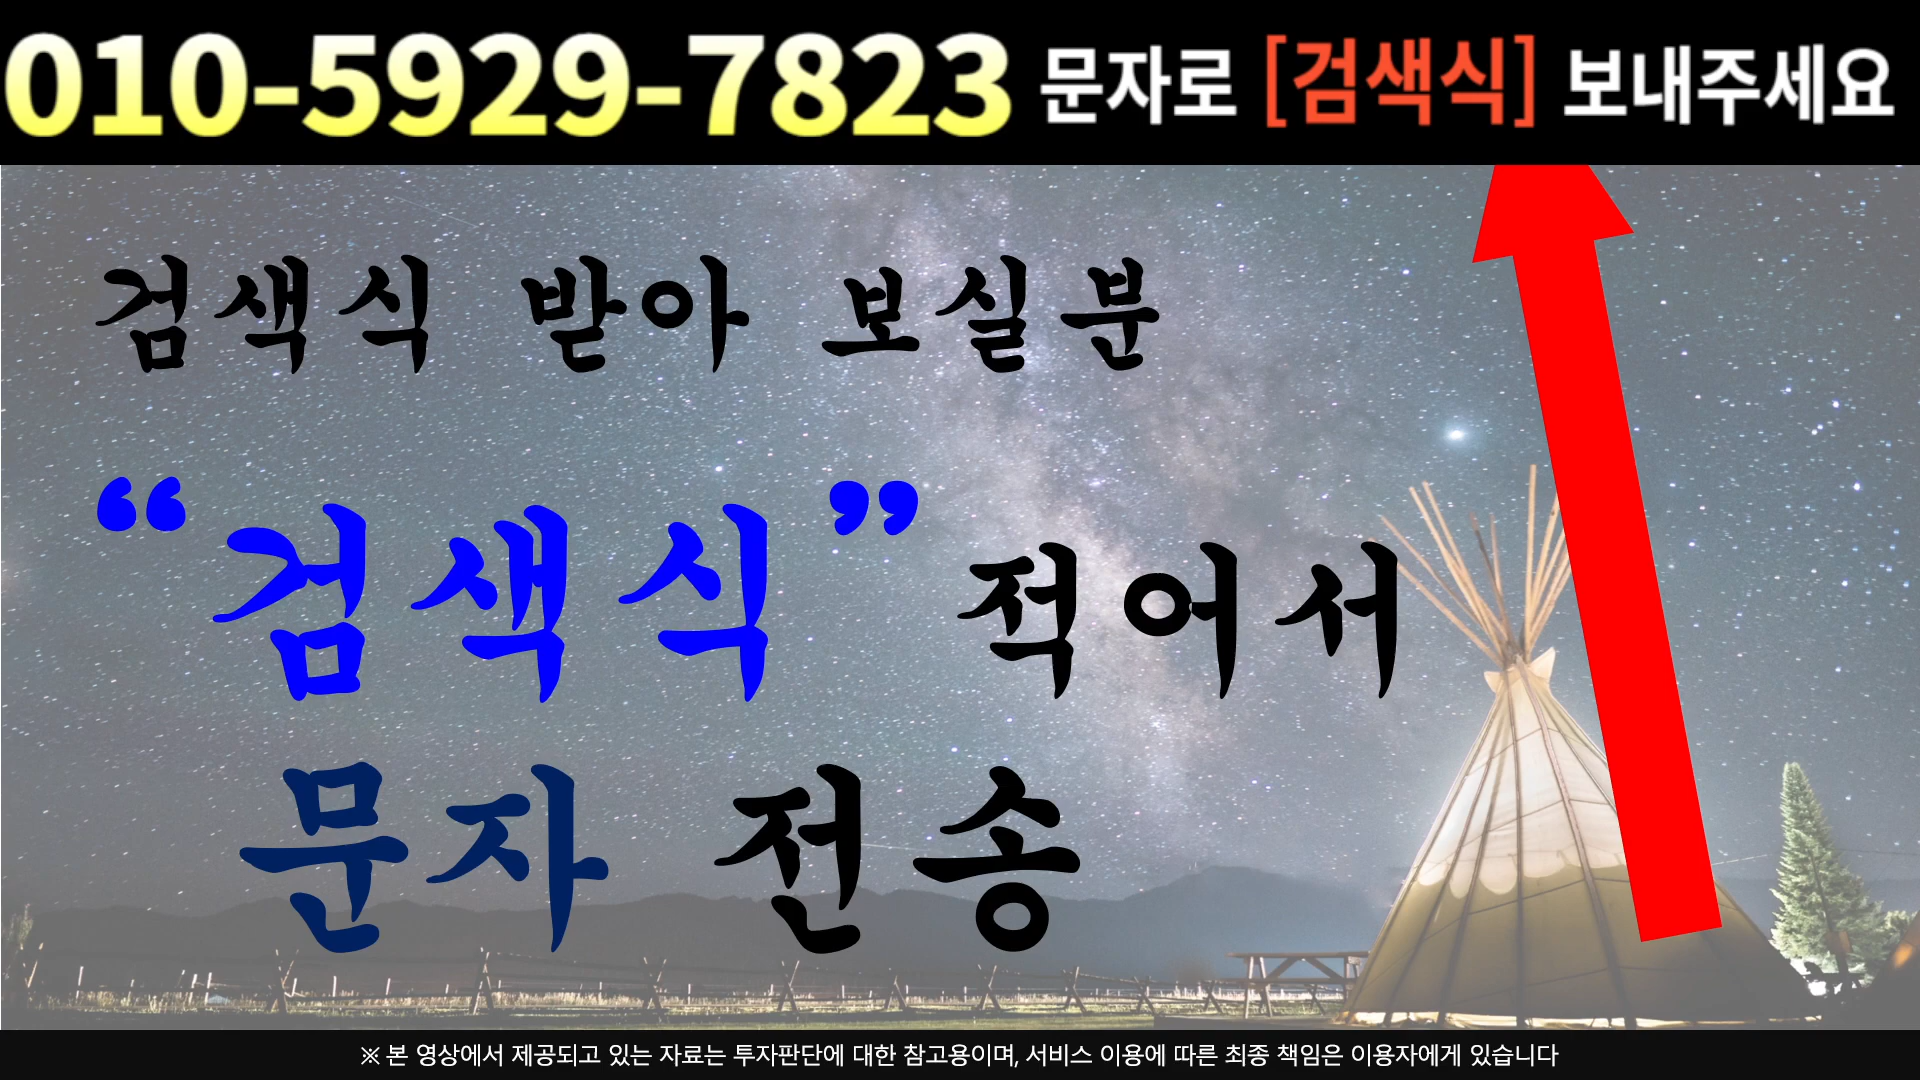 010-5929-7823 문자로 [검색식] 보내주세요
검색식 받아 보실분
“검색식” 적어서
문자 전송
※ 본 영상에서 제공되고 있는 자료는 투자판단에 대한 참고용이며, 서비스 이용에 따른 최종 책임은 이용자에게 있습니다